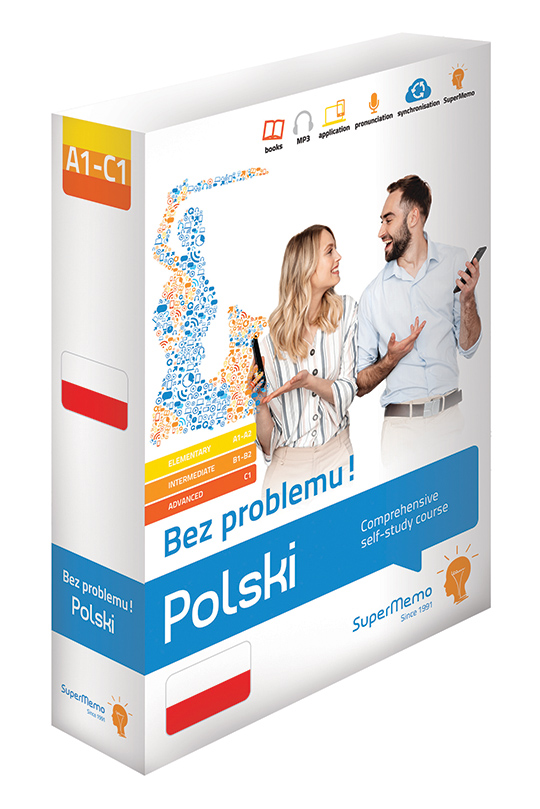 A1-C1
Bez problemu!
Polski
SuperMemo
Since 1991
books
MP3
application
pronunciation
synchronisation
SuperMemo
ELEMENTARY A1-A2
INTERMEDIATE B1-B2
ADVANCED C1
Bez problemu!
Polski
Comprehensive
self-study course
SuperMemo
Since 1991